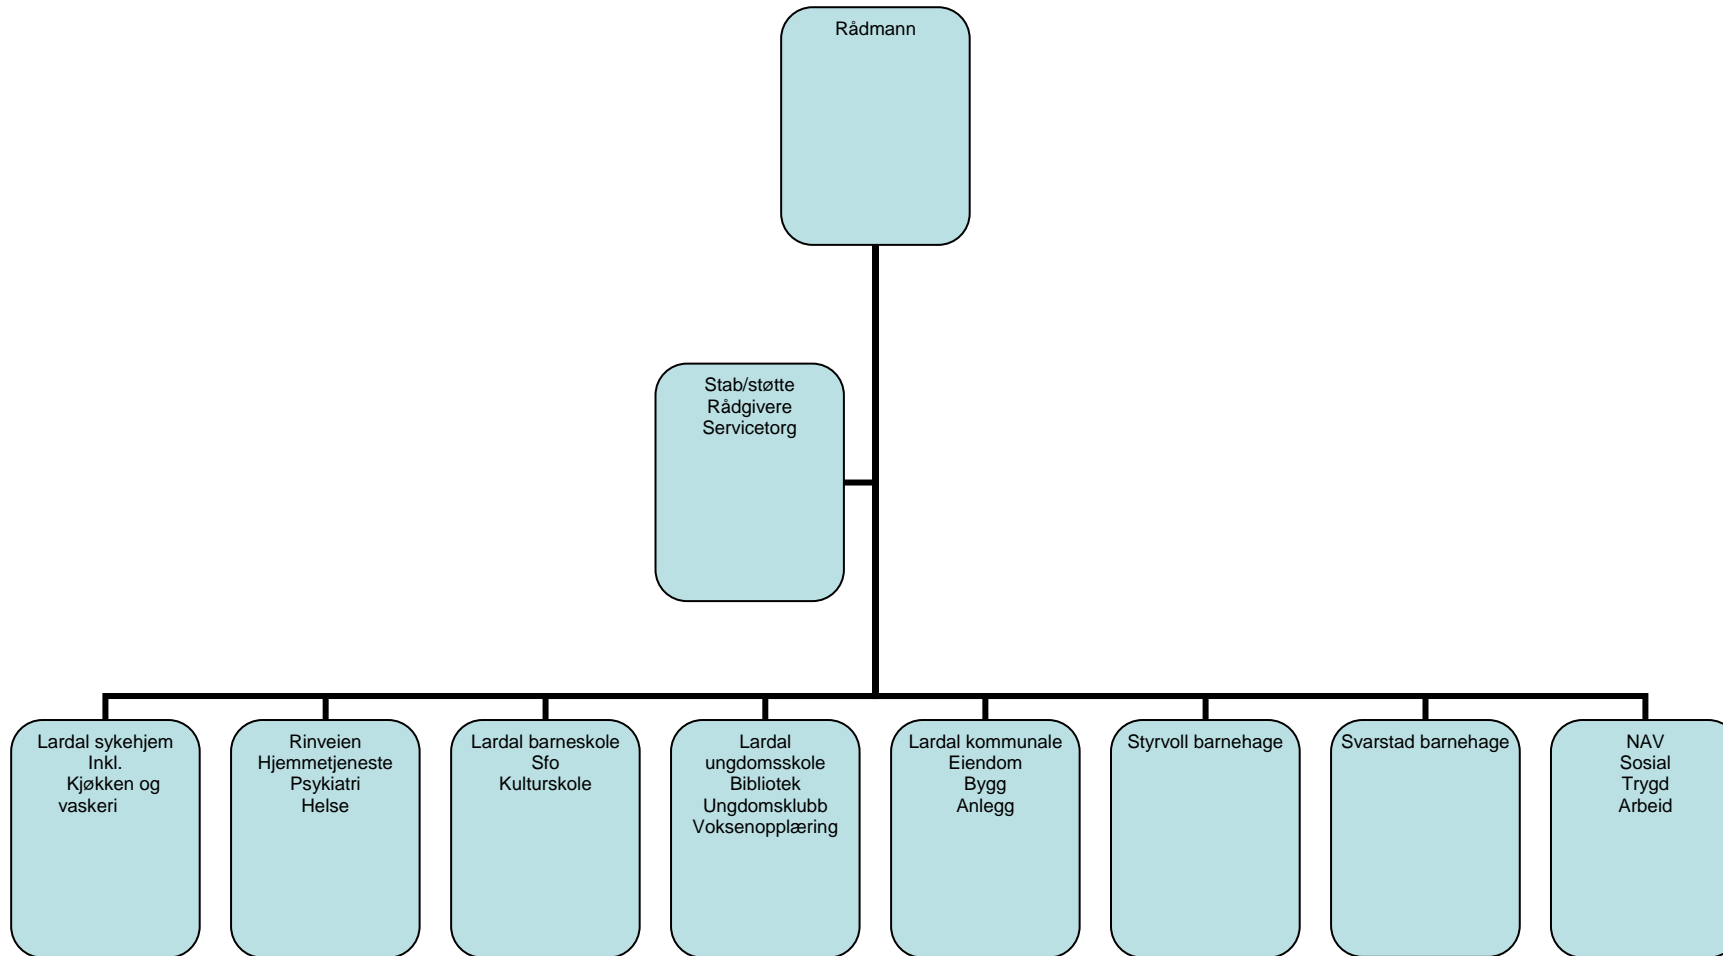 Rådmann
Stab/støtte
Rådgivere
Servicetorg
Lardal sykehjem
Inkl.
Kjøkken og
vaskeri
Rinveien
Hjemmetjeneste
Psykiatri
Helse
Lardal barneskole
Sfo
Kulturskole
Lardal
ungdomsskole
Bibliotek
Ungdomsklubb
Voksenopplæring
Lardal kommunale
Eiendom
Bygg
Anlegg
Styrvoll barnehage
Svarstad barnehage
NAV
Sosial
Trygd
Arbeid